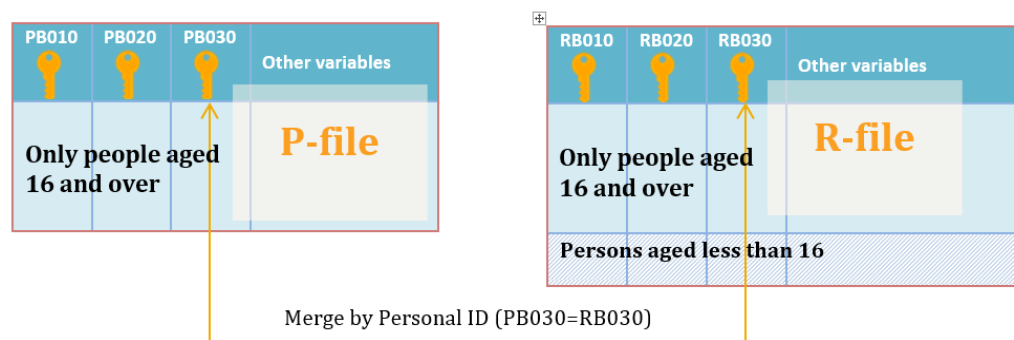 PB010 PB020 PB030
Other variables
P-file
Only people aged
16 and over
RB010 RB020 RB030
Other variables
R-file
Only people aged
16 and over
Persons aged less than 16
Merge by Personal ID (PB030=RB030)